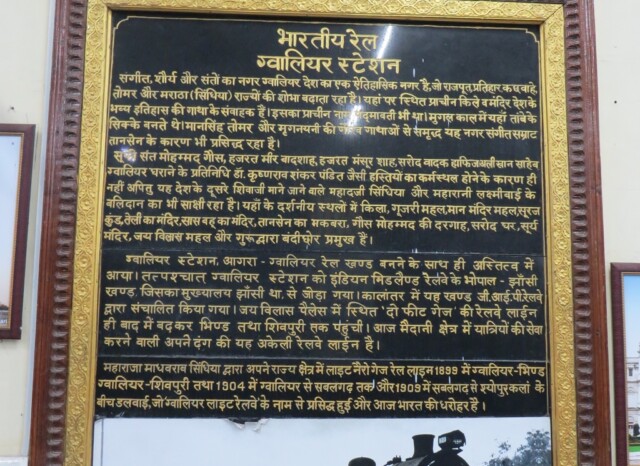 भारतीय रेल
ग्वालियर स्टेशन
संगीत, शौर्य और संतों का नगर ग्वालियर देश का एक ऐतिहासिक नगर है, जो राजपूत, प्रतिहार, कछवाहे,
तोमर और मराठा (सिंधिया) राज्यों की शोभा बढ़ाता रहा है। यहां पर स्थित प्राचीन किले व मंदिर देश के
भव्य इतिहास की गाथा के संवाहक हैं। इसका प्राचीन नाम पद्मावती भी था। मुगल काल में यहां तांबे के
सिक्के बनते थे। मानसिंह तोमर और मृगनयनी की गाथाओं से समृद्ध यह नगर संगीत सम्राट
तानसेन के कारण भी प्रसिद्ध रहा है।
सूफी संत मोहम्मद गौस, हजरत मीर बादशाह, हजरत मंसूर शाह, सरोद वादक हाफिज अली खान साहेब
ग्वालियर घराने के प्रतिनिधि डॉ. कृष्णराव शंकर पंडित जैसी हस्तियों का कर्मस्थल होने के कारण ही
नहीं अपितु यह देश के दूसरे शिवाजी माने जाने वाले महादजी सिंधिया और महारानी लक्ष्मीबाई के
बलिदान का भी साक्षी रहा है। यहाँ के दर्शनीय स्थलों में किला, गूजरी महल, मान मंदिर महल, सूरज
कुंड, तेली का मंदिर, सास बहू का मंदिर, तानसेन का मकबरा, गौस मोहम्मद की दरगाह, सरोद घर, सूर्य
मंदिर, जय विलास महल और गुरूद्वारा बंदीछोर प्रमुख हैं।
ग्वालियर स्टेशन, आगरा - ग्वालियर रेल खण्ड बनने के साथ ही अस्तित्व में
आया। तत्पश्चात् ग्वालियर स्टेशन को इंडियन मिडलैण्ड रेलवे के भोपाल - झाँसी
खण्ड, जिसका मुख्यालय झाँसी था, से जोड़ा गया। कालांतर में यह खण्ड जी.आई.पी. रेलवे
द्वारा संचालित किया गया। जय विलास पैलेस में स्थित दो फीट गेज की रेलवे लाईन
ही बाद में बढ़कर भिण्ड तथा शिवपुरी तक पहुंची। आज मैदानी क्षेत्र में यात्रियों की सेवा
करने वाली अपने ढंग की यह अकेली रेलवे लाईन है।
महाराजा माधवराव सिंधिया द्वारा अपने राज्य क्षेत्र में लाइट नैरो गेज रेल लाइन 1899 में ग्वालियर-भिण्ड
ग्वालियर-शिवपुरी तथा 1904 में ग्वालियर से सबलगढ़ तक और 1909 में सबलगढ़ से श्योपुरकलां के
बीच डलवाई, जो ग्वालियर लाइट रेलवे के नाम से प्रसिद्ध हुई और आज भारत की धरोहर है।